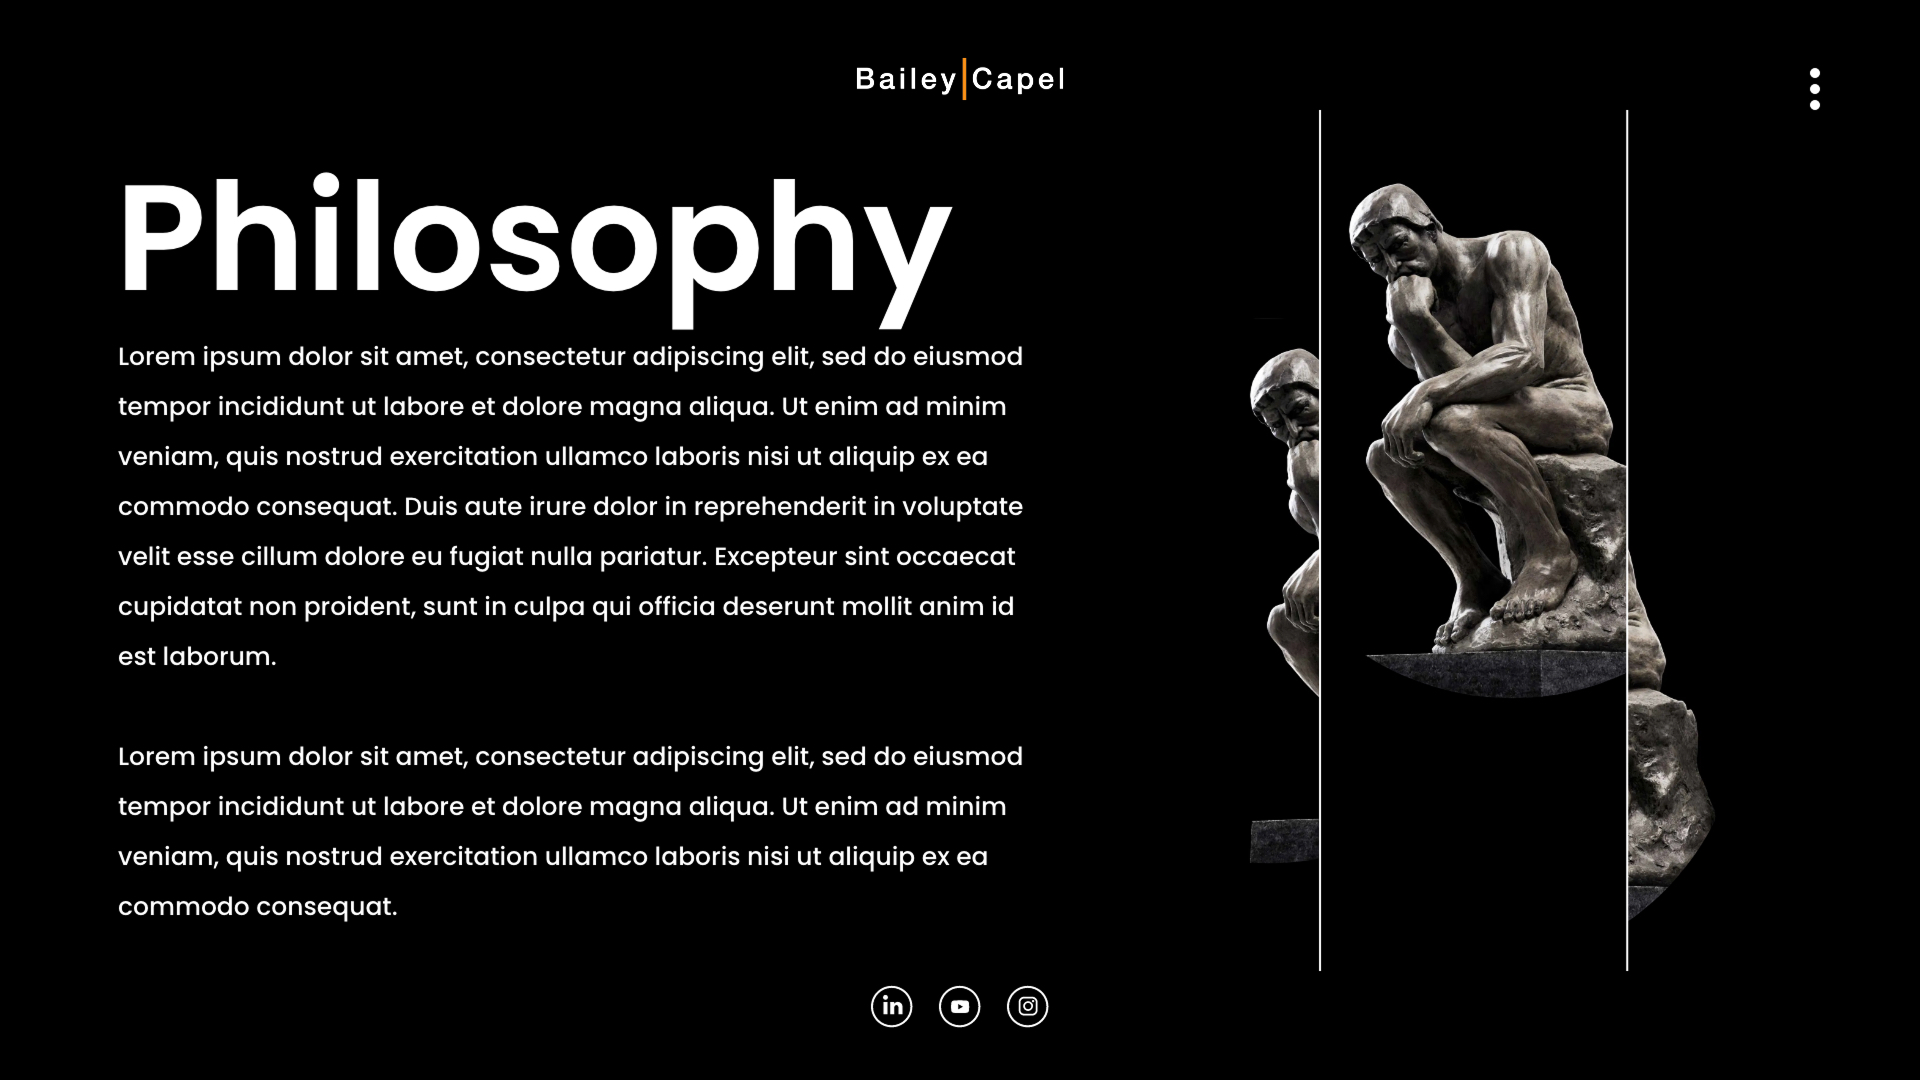 Bailey Capel
Philosophy
Lorem ipsum dolor sit amet, consectetur adipiscing elit, sed do eiusmod
tempor incididunt ut labore et dolore magna aliqua. Ut enim ad minim
veniam, quis nostrud exercitation ullamco laboris nisi ut aliquip ex ea
commodo consequat. Duis aute irure dolor in reprehenderit in voluptate
velit esse cillum dolore eu fugiat nulla pariatur. Excepteur sint occaecat
cupidatat non proident, sunt in culpa qui officia deserunt mollit anim id
est laborum.
Lorem ipsum dolor sit amet, consectetur adipiscing elit, sed do eiusmod
tempor incididunt ut labore et dolore magna aliqua. Ut enim ad minim
veniam, quis nostrud exercitation ullamco laboris nisi ut aliquip ex ea
commodo consequat.
in